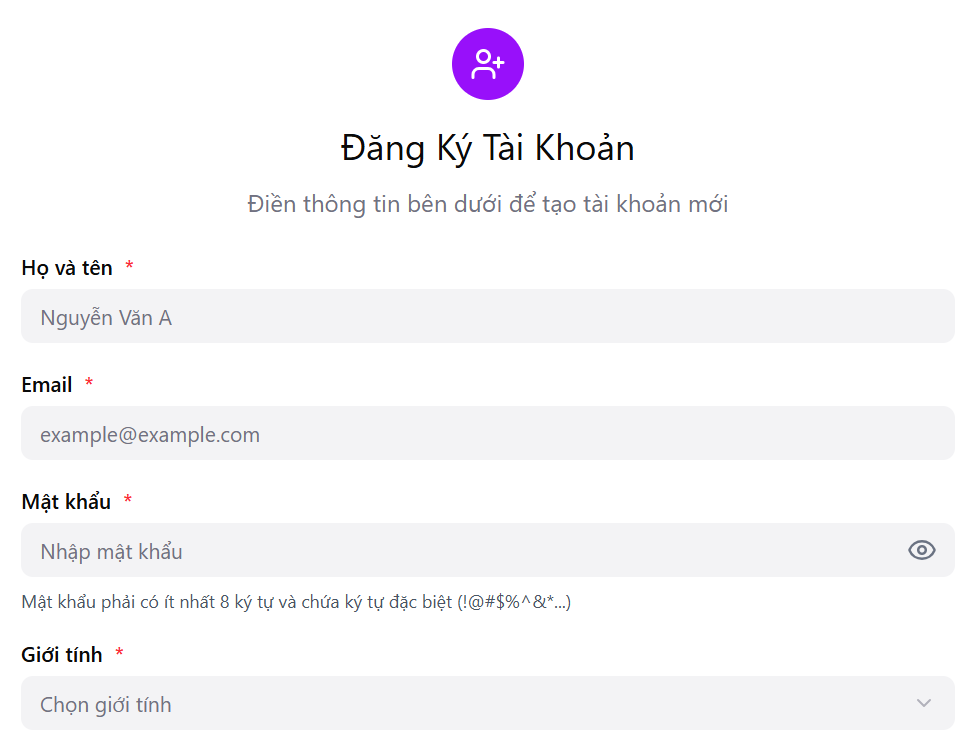 Đăng Ký Tài Khoản
Điền thông tin bên dưới để tạo tài khoản mới
Họ và tên *
Nguyễn Văn A
Email *
example@example.com
Mật khẩu *
Nhập mật khẩu
Mật khẩu phải có ít nhất 8 ký tự và chứa ký tự đặc biệt (!@#$%^&*...)
Giới tính *
Chọn giới tính